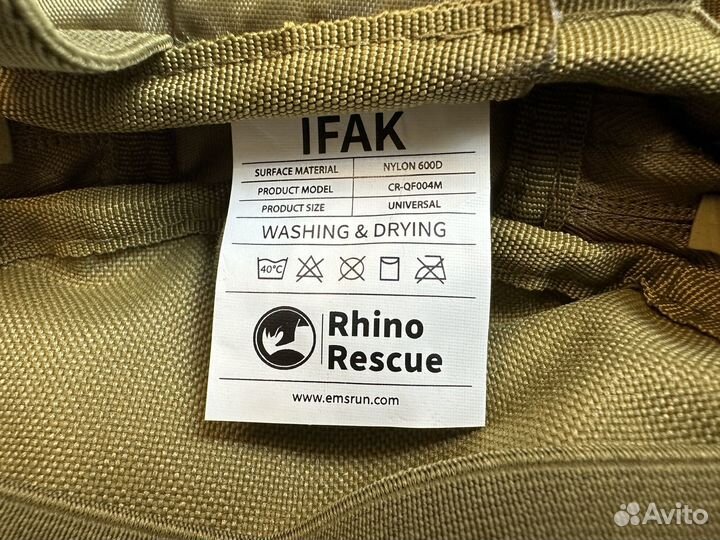 IFAK
SURFACE MATERIAL NYLON 600D
PRODUCT MODEL CR-QF004M
PRODUCT SIZE UNIVERSAL
WASHING & DRYING
40°C
Rhino
Rescue
www.emsrun.com
Avito